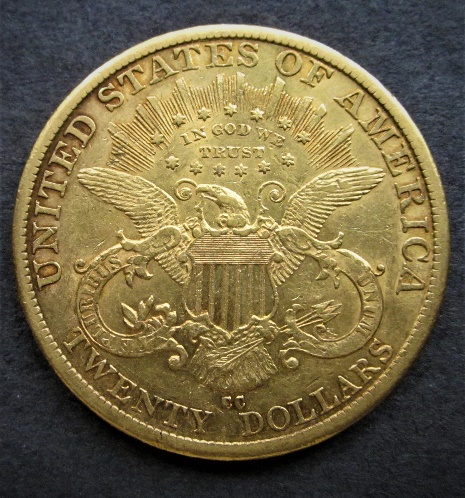 UNITED STATES OF AMERICA
IN GOD WE
TRUST
E PLURIBUS UNUM
CC
TWENTY DOLLARS